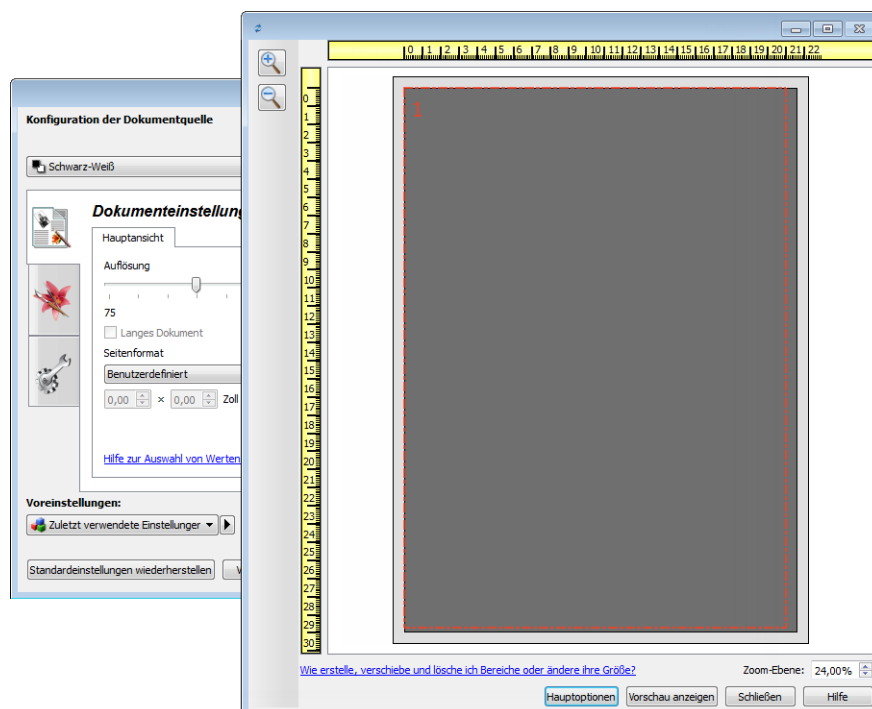 Konfiguration der Dokumentquelle
Schwarz-Weiß
Dokumenteinstellung
Hauptansicht
Auflösung
75
Langes Dokument
Seitenformat
Benutzerdefiniert
0,00 × 0,00 Zoll
Hilfe zur Auswahl von Werten
Voreinstellungen:
Zuletzt verwendete Einstellunger
Standardeinstellungen wiederherstellen
0 1 2 3 4 5 6 7 8 9 10 11 12 13 14 15 16 17 18 19 20 21 22
0
1
2
3
4
5
6
7
8
9
10
11
12
13
14
15
16
17
18
19
20
21
22
23
24
25
26
27
28
29
30
1
Wie erstelle, verschiebe und lösche ich Bereiche oder ändere ihre Größe?
Zoom-Ebene: 24,00%
Hauptoptionen Vorschau anzeigen Schließen Hilfe